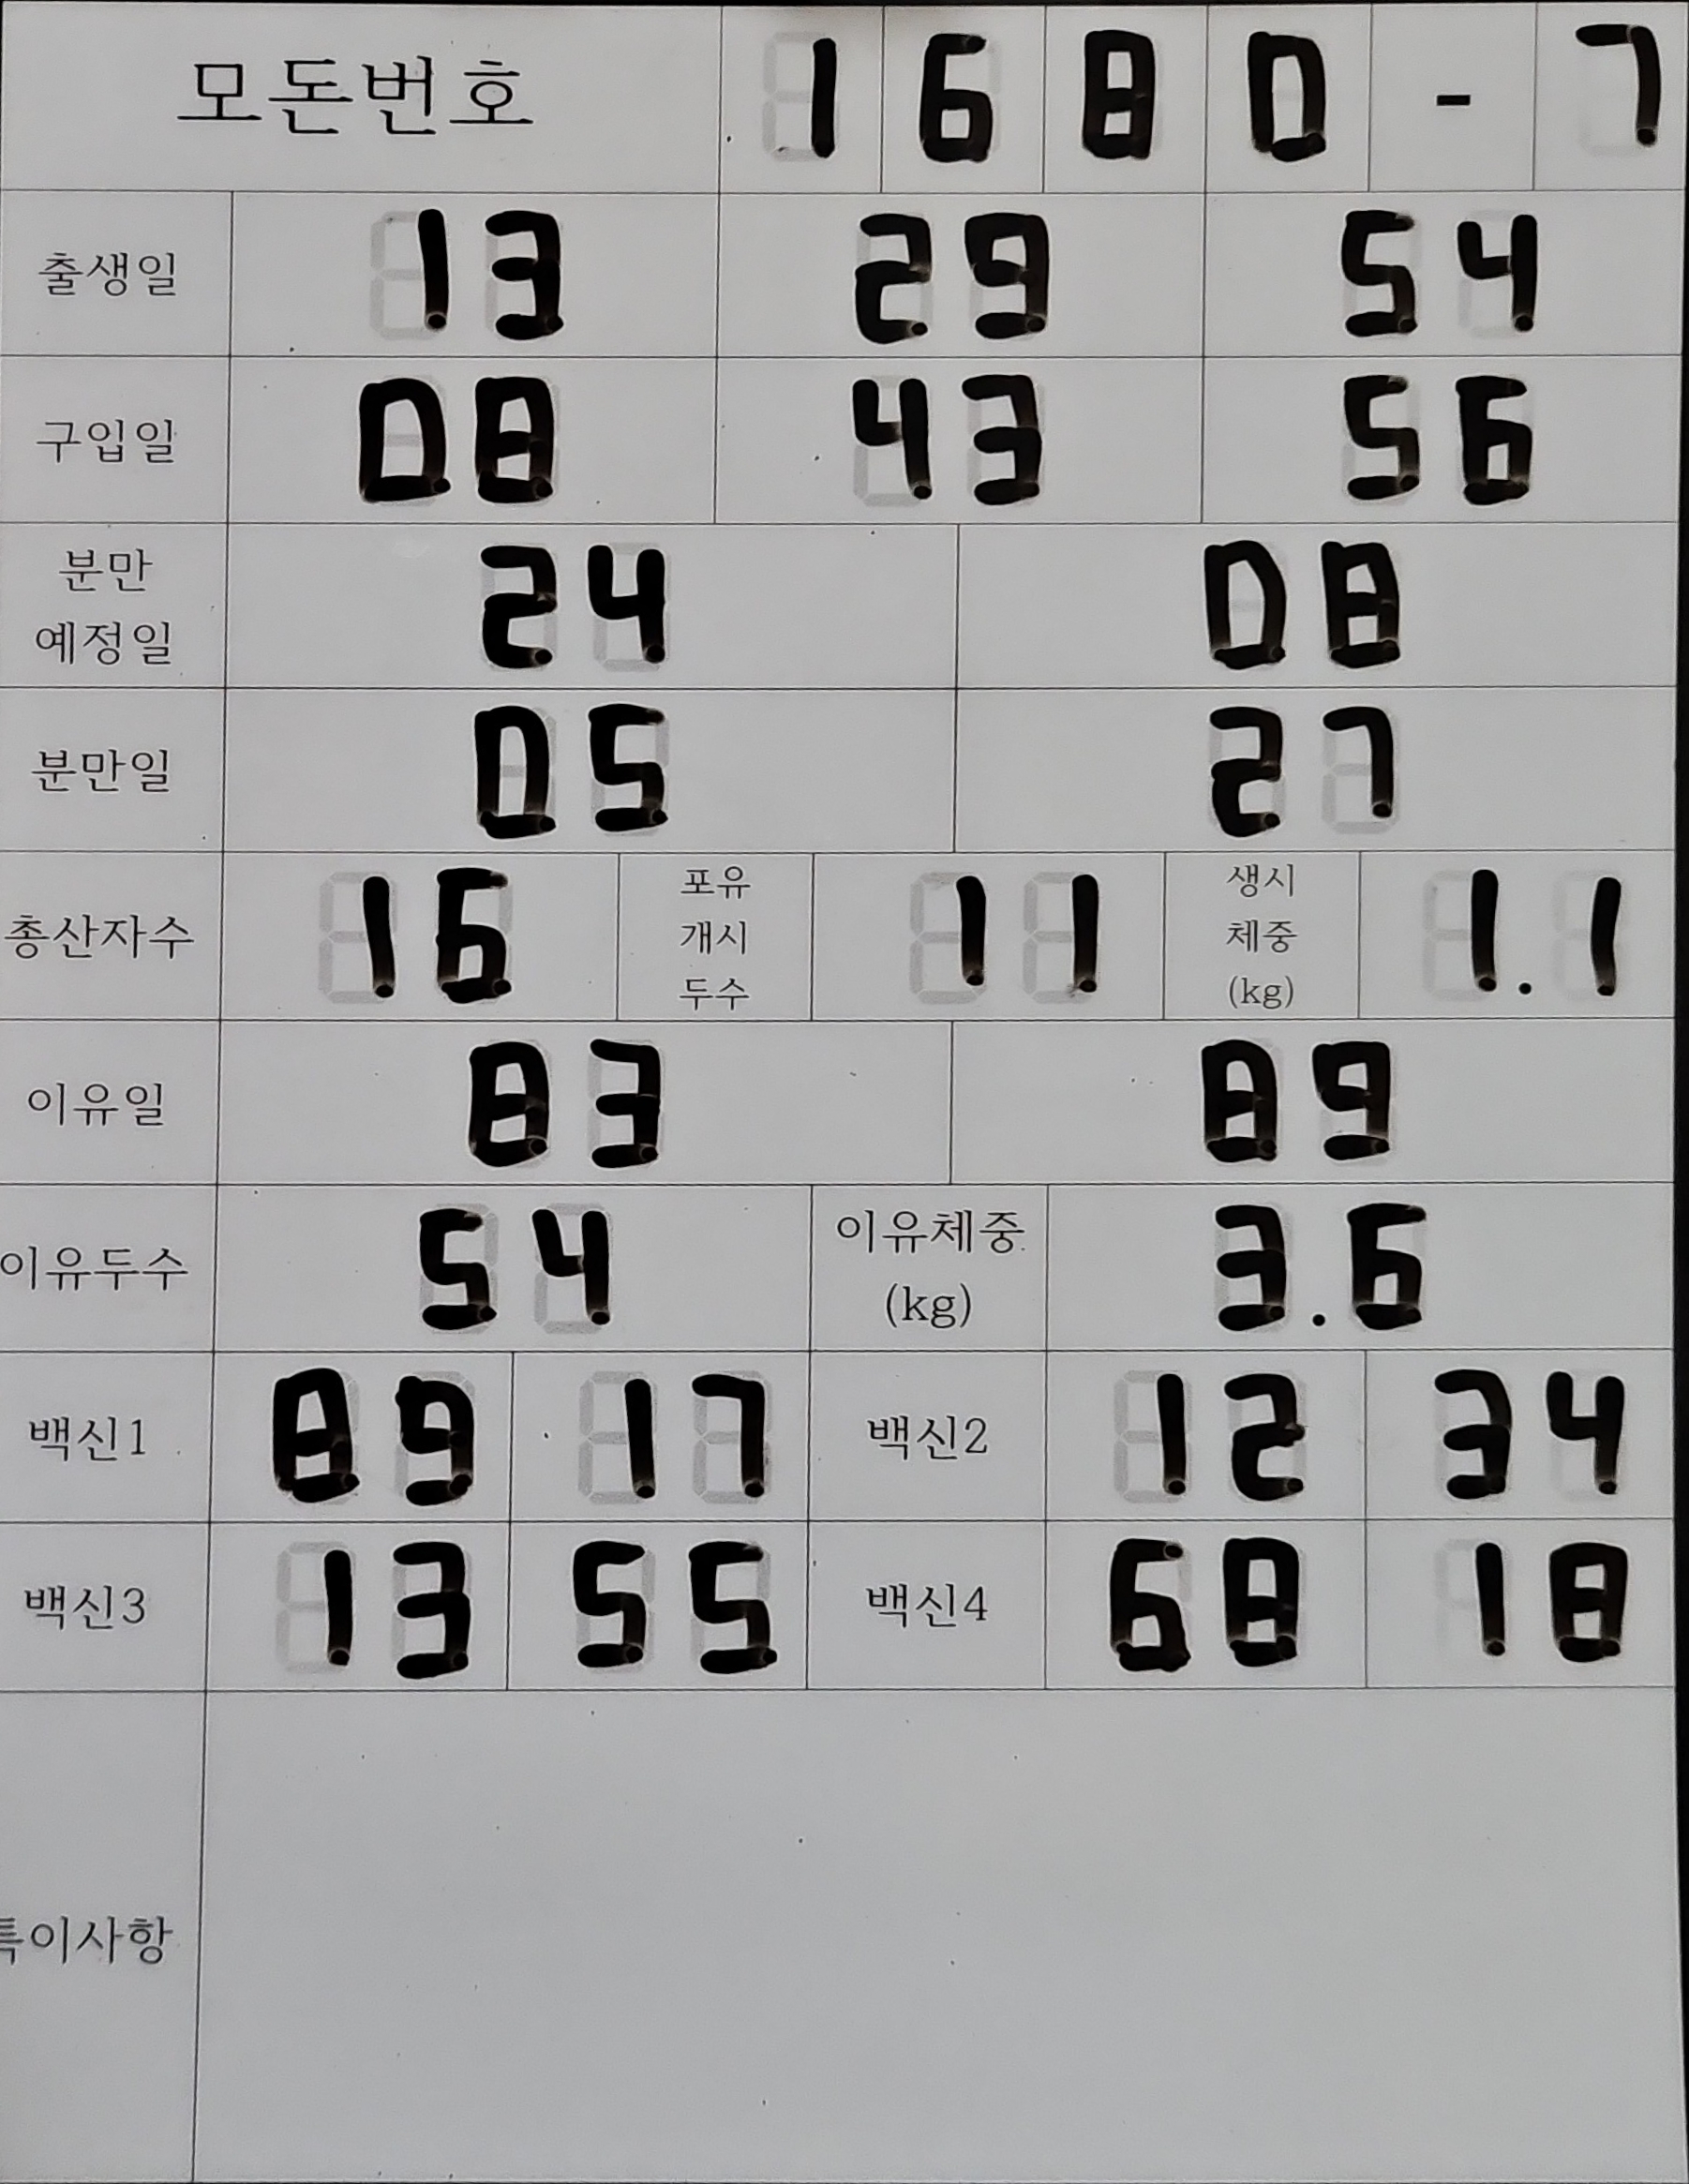 모돈번호 1 6 8 0 - 7
출생일 13 29 54
구입일 08 43 56
분만 예정일 24 08
분만일 05 27
총산자수 16 포유 개시 두수 11 생시 체중 (kg) 1.1
이유일 83 89
이유두수 54 이유체중 (kg) 3.6
백신1 89 17 백신2 12 34
백신3 13 55 백신4 68 18
특이사항